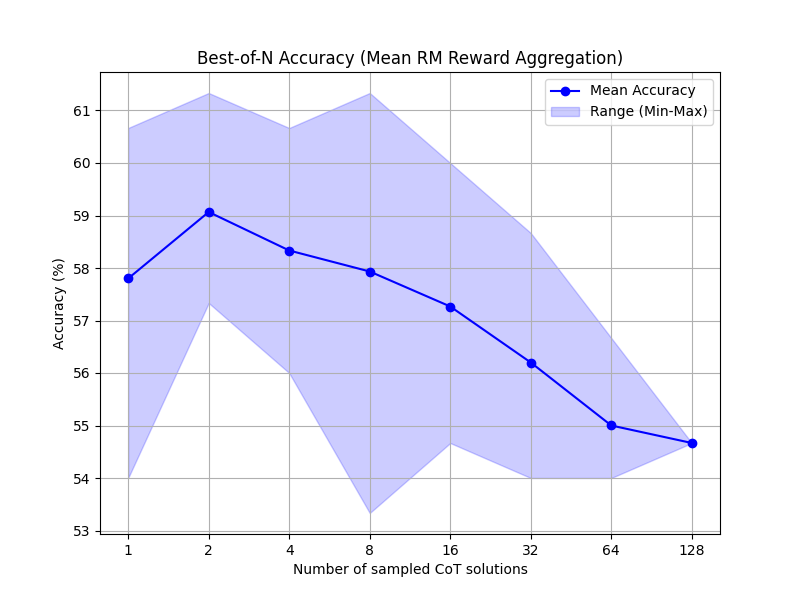 Best-of-N Accuracy (Mean RM Reward Aggregation)
Mean Accuracy
Range (Min-Max)
Accuracy (%)
61
60
59
58
57
56
55
54
53
1 2 4 8 16 32 64 128
Number of sampled CoT solutions